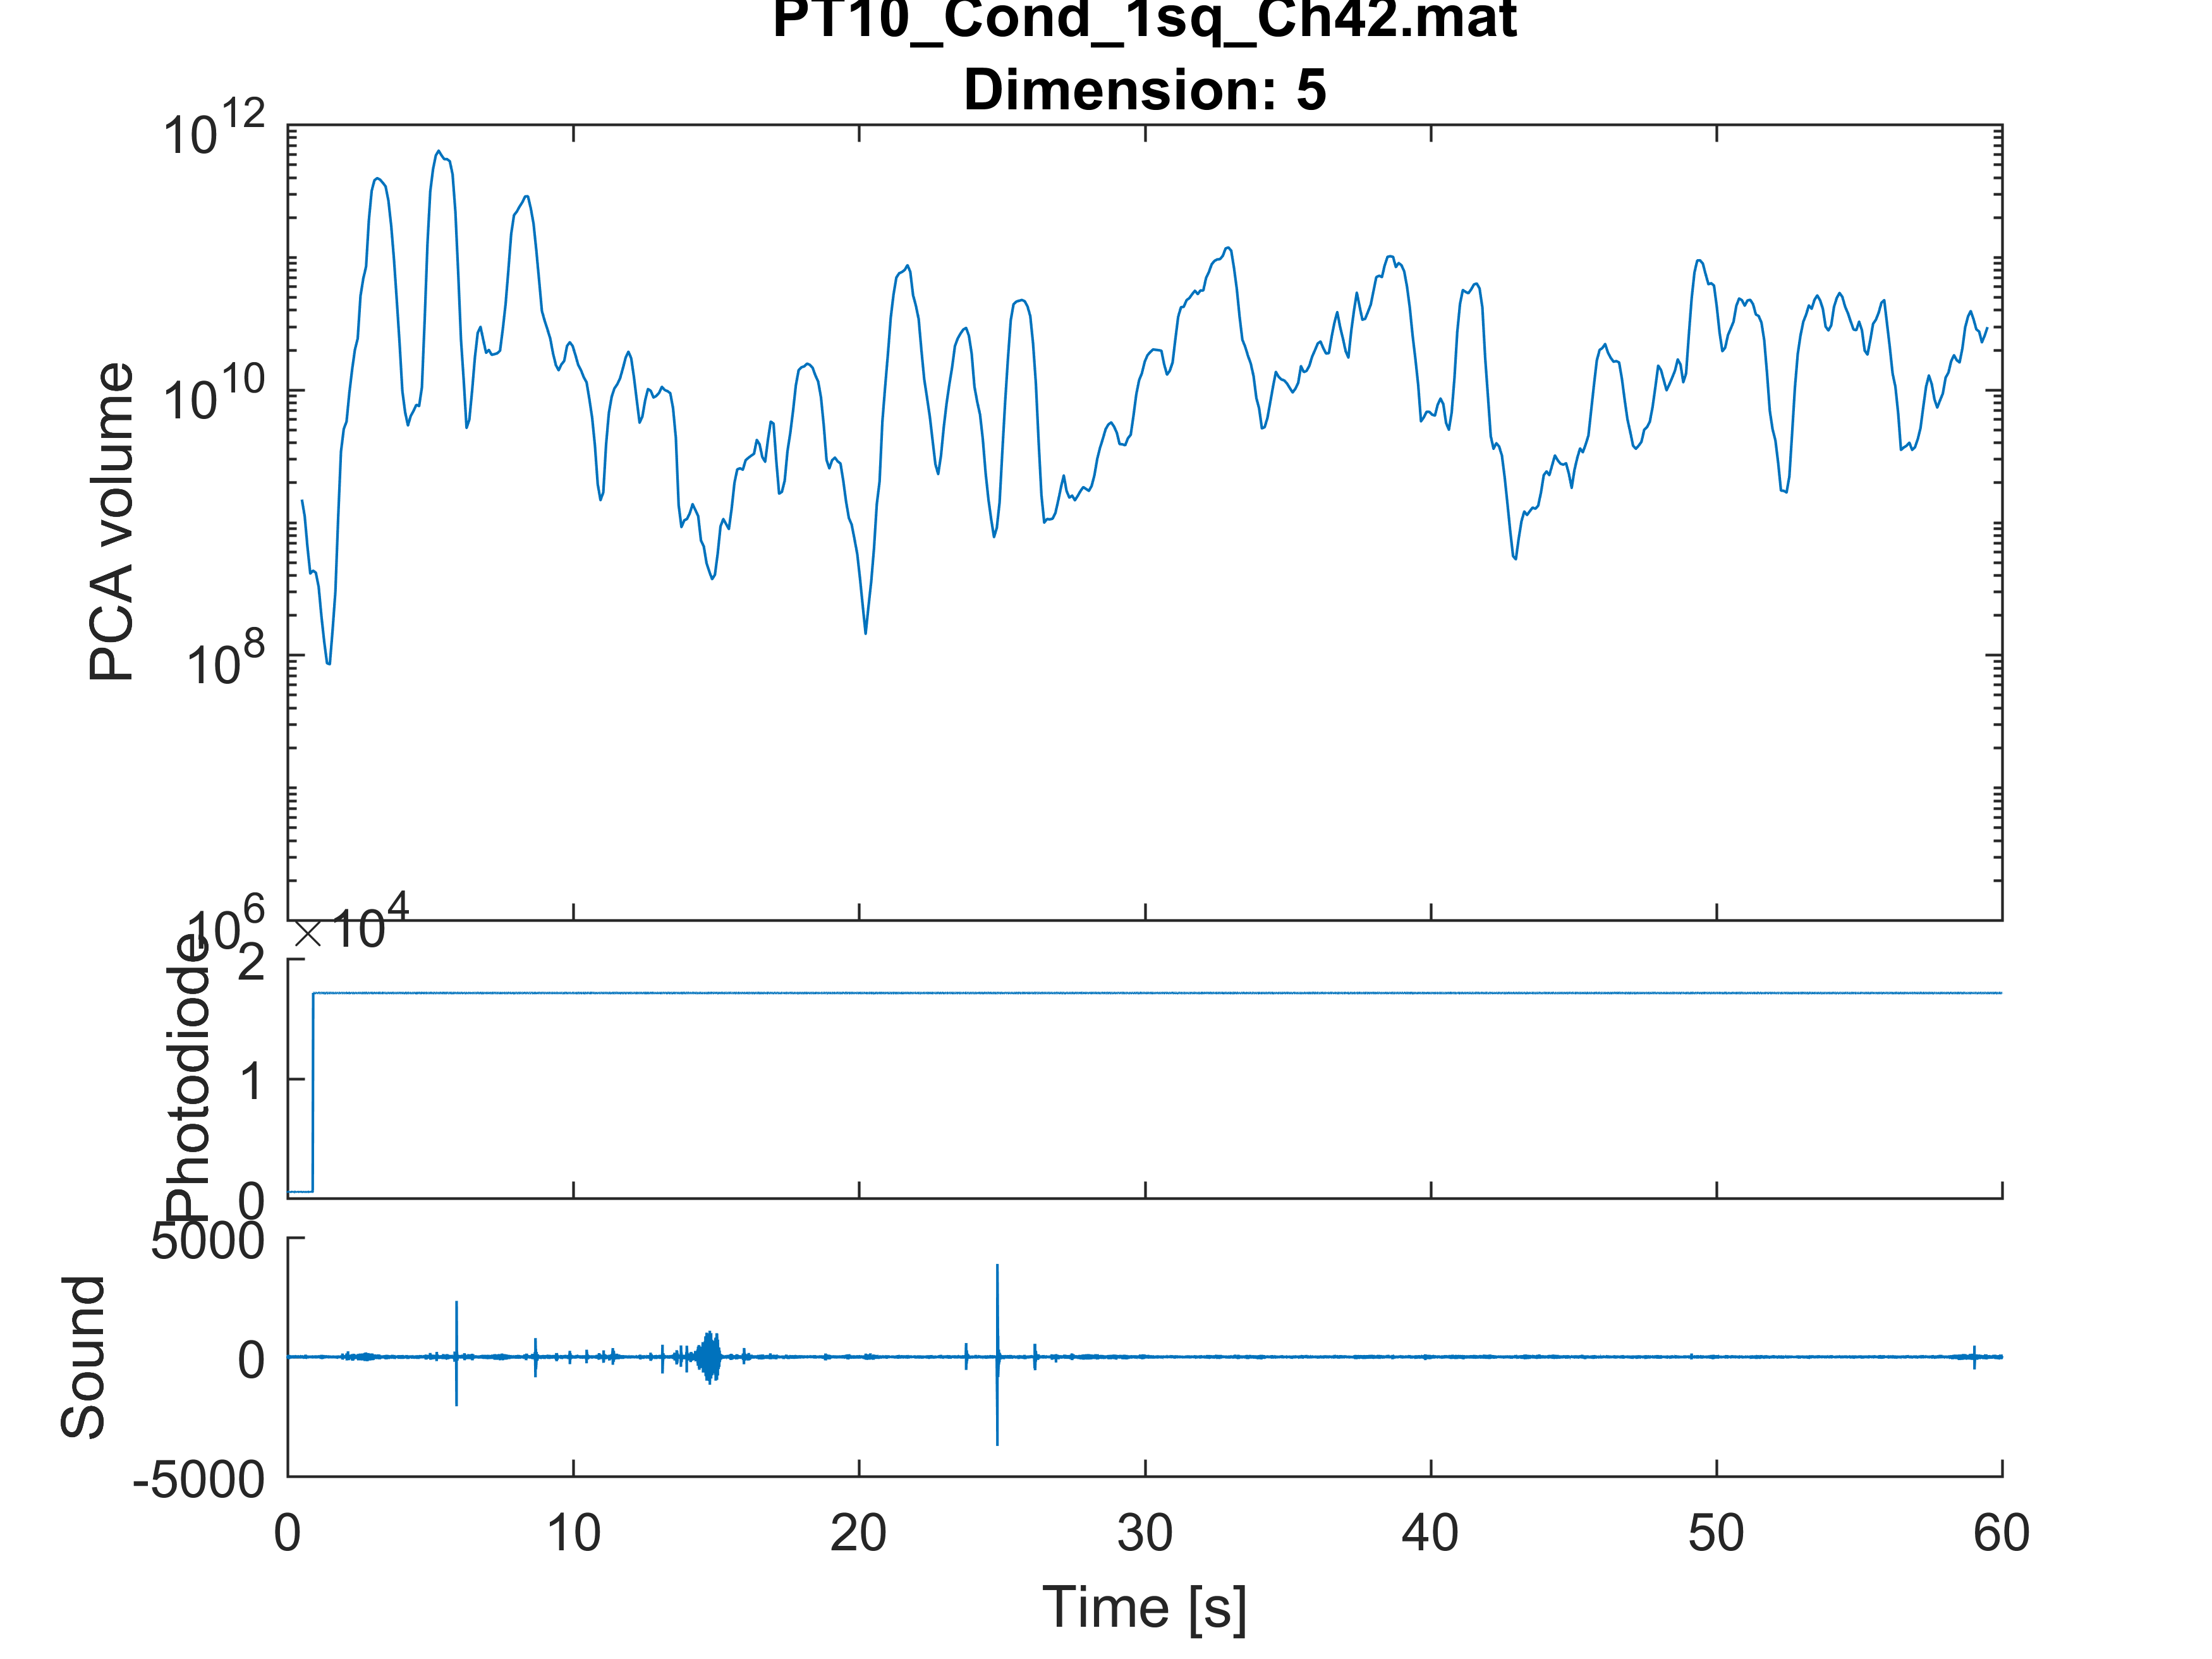 PT10_Cond_1sq_Ch42.mat
Dimension: 5
10^12
10^10
10^8
10^6
PCA volume
× 10^4
2
1
0
Photodiode
5000
0
-5000
Sound
0 10 20 30 40 50 60
Time [s]